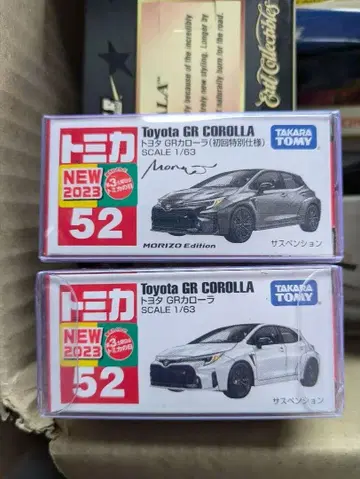 Ertl Collectibles
トミカ
NEW
2023
52
Toyota GR COROLLA
トヨタ GRカローラ(初回特別仕様)
SCALE 1/63
Morizo
MORIZO Edition
TAKARA
TOMY
サスペンション
トミカ
NEW
2023
52
Toyota GR COROLLA
トヨタ GRカローラ
SCALE 1/63
TAKARA
TOMY
サスペンション